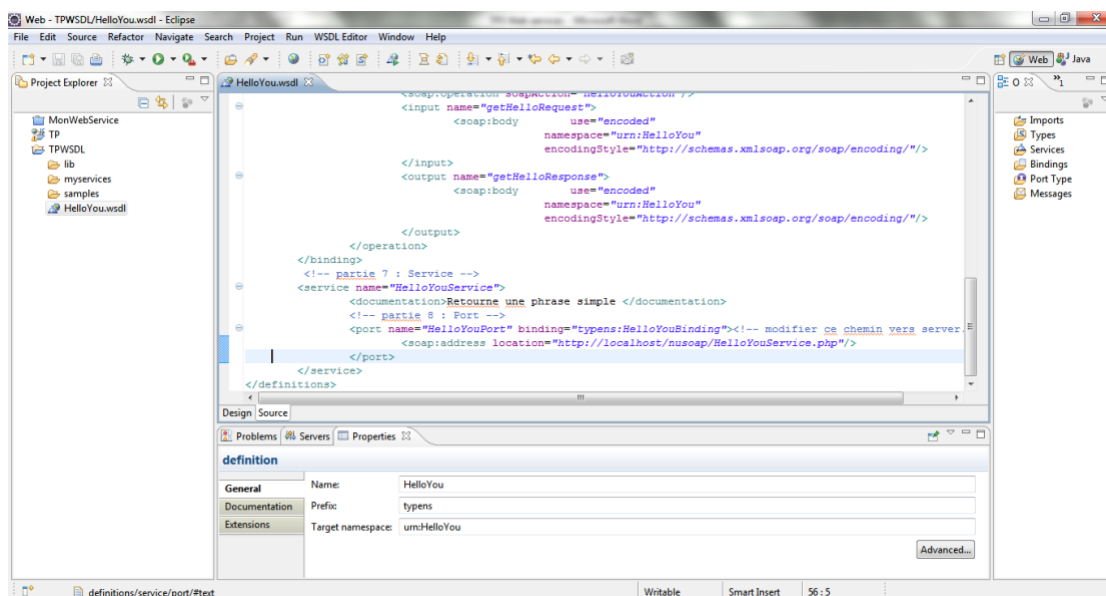 Web - TPWSDL/HelloYou.wsdl - Eclipse
File Edit Source Refactor Navigate Search Project Run WSDL Editor Window Help
Web Java
Project Explorer
MonWebService
TP
TPWSDL
lib
myservices
samples
HelloYou.wsdl
HelloYou.wsdl
<soap:operation soapAction="HelloYouAction"/>
<input name="getHelloRequest">
<soap:body use="encoded"
namespace="urn:HelloYou"
encodingStyle="http://schemas.xmlsoap.org/soap/encoding/"/>
</input>
<output name="getHelloResponse">
<soap:body use="encoded"
namespace="urn:HelloYou"
encodingStyle="http://schemas.xmlsoap.org/soap/encoding/"/>
</output>
</operation>
</binding>
<!-- partie 7 : Service -->
<service name="HelloYouService">
<documentation>Retourne une phrase simple </documentation>
<!-- partie 8 : Port -->
<port name="HelloYouPort" binding="typens:HelloYouBinding"><!-- modifier ce chemin vers server.
<soap:address location="http://localhost/nusoap/HelloYouService.php"/>
</port>
</service>
</definitions>
Design Source
O
1
Imports
Types
Services
Bindings
Port Type
Messages
Problems Servers Properties
definition
General
Documentation
Extensions
Name: HelloYou
Prefix: typens
Target namespace: urn:HelloYou
Advanced...
definitions/service/port/#text
Writable Smart Insert 56 : 5